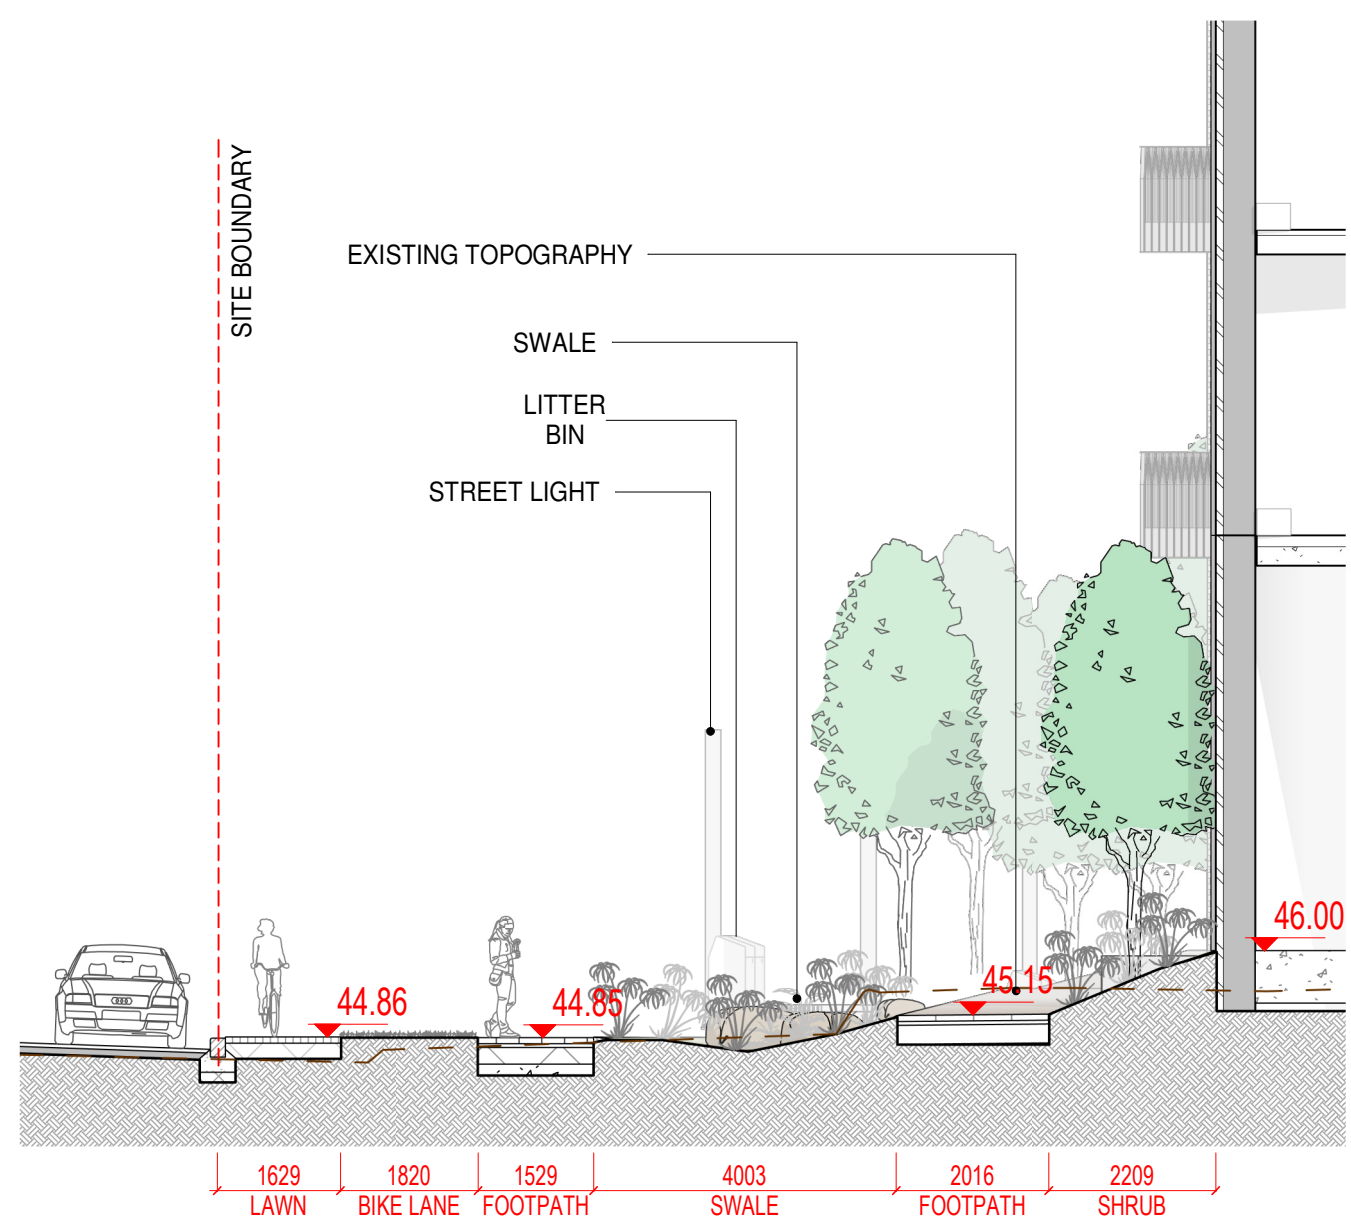 SITE BOUNDARY
EXISTING TOPOGRAPHY
SWALE
LITTER
BIN
STREET LIGHT
46.00
45.15
44.86
44.85
1629
1820
1529
4003
2016
2209
LAWN
BIKE LANE
FOOTPATH
SWALE
FOOTPATH
SHRUB